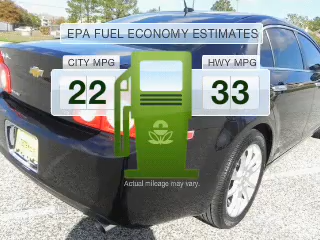 EPA FUEL ECONOMY ESTIMATES
CITY MPG
HWY MPG
22
33
Actual mileage may vary.